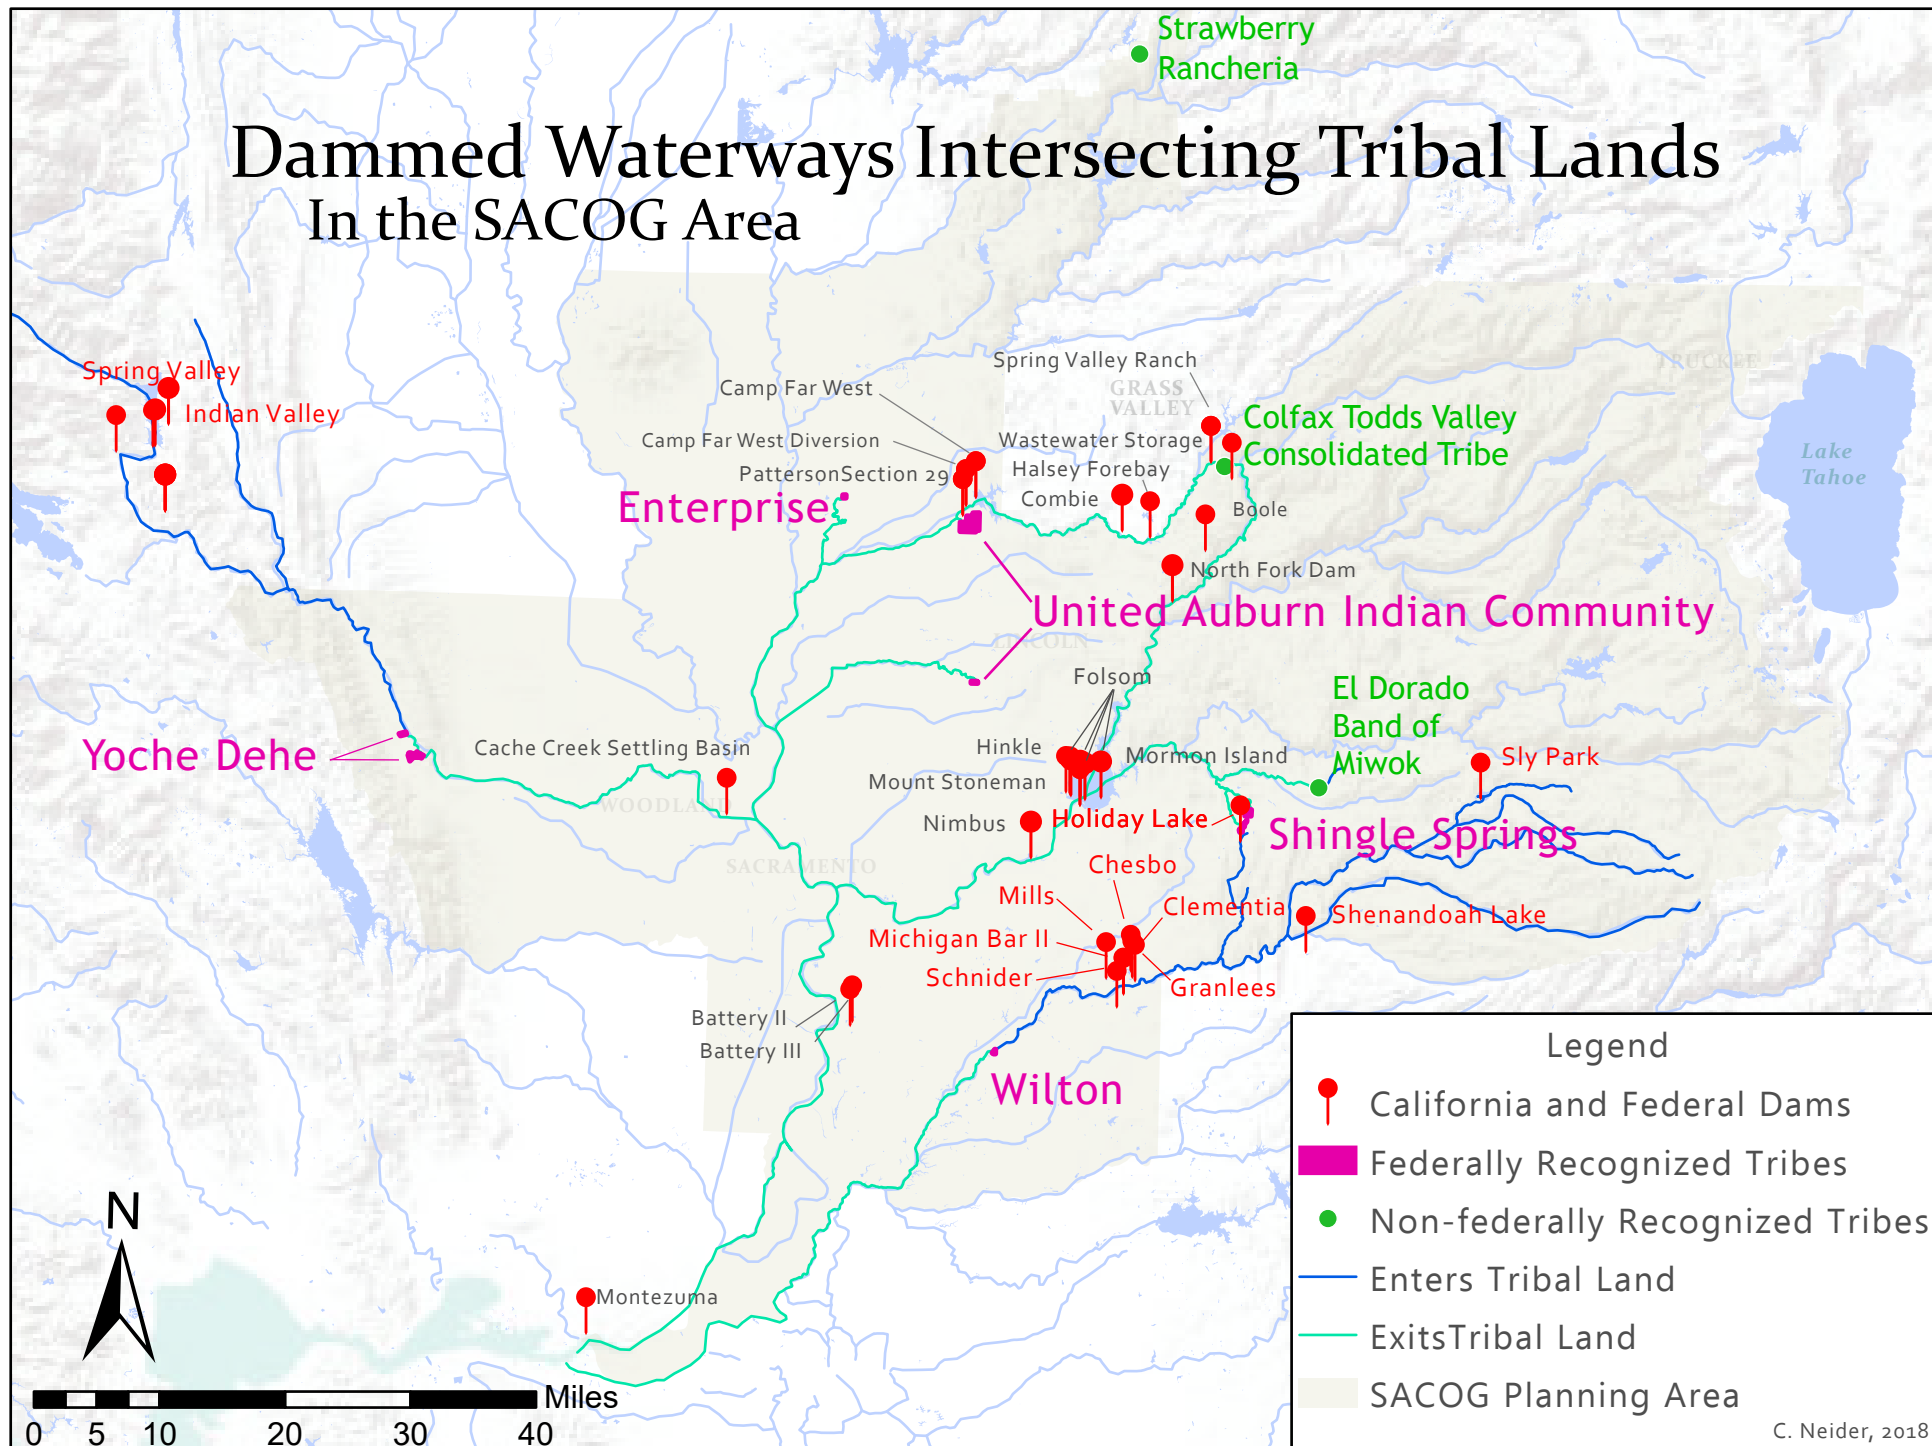 Strawberry
Rancheria
Dammed Waterways Intersecting Tribal Lands
In the SACOG Area
Spring Valley
Indian Valley
Camp Far West
Camp Far West Diversion
PattersonSection 29
Spring Valley Ranch
GRASS
VALLEY
TRUCKEE
Wastewater Storage
Halsey Forebay
Combie
Colfax Todds Valley
Consolidated Tribe
Lake
Tahoe
Enterprise
Boole
North Fork Dam
United Auburn Indian Community
LINCOLN
Folsom
El Dorado
Band of
Miwok
Yoche Dehe
Cache Creek Settling Basin
WOODLAND
Hinkle
Mormon Island
Mount Stoneman
Sly Park
Nimbus
Holiday Lake
Shingle Springs
SACRAMENTO
Chesbo
Mills
Clementia
Shenandoah Lake
Michigan Bar II
Schnider
Granlees
Battery II
Battery III
Wilton
Montezuma
N
Miles
0 5 10 20 30 40
Legend
California and Federal Dams
Federally Recognized Tribes
Non-federally Recognized Tribes
Enters Tribal Land
ExitsTribal Land
SACOG Planning Area
C. Neider, 2018